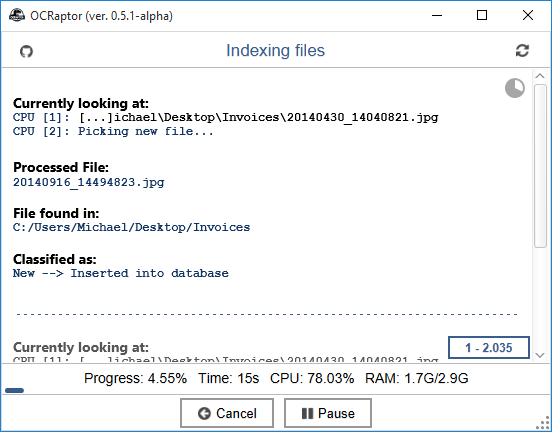 OCRaptor (ver. 0.5.1-alpha)
Indexing files
Currently looking at:
CPU [1]: [...]ichael\Desktop\Invoices\20140430_14040821.jpg
CPU [2]: Picking new file...
Processed File:
20140916_14494823.jpg
File found in:
C:/Users/Michael/Desktop/Invoices
Classified as:
New --> Inserted into database
--------------------------------------------------------------------
Currently looking at:
CPU [1]: [...]ichael\Desktop\Invoices\20140430_14040821.jpg
1 - 2.035
Progress: 4.55% Time: 15s CPU: 78.03% RAM: 1.7G/2.9G
Cancel Pause